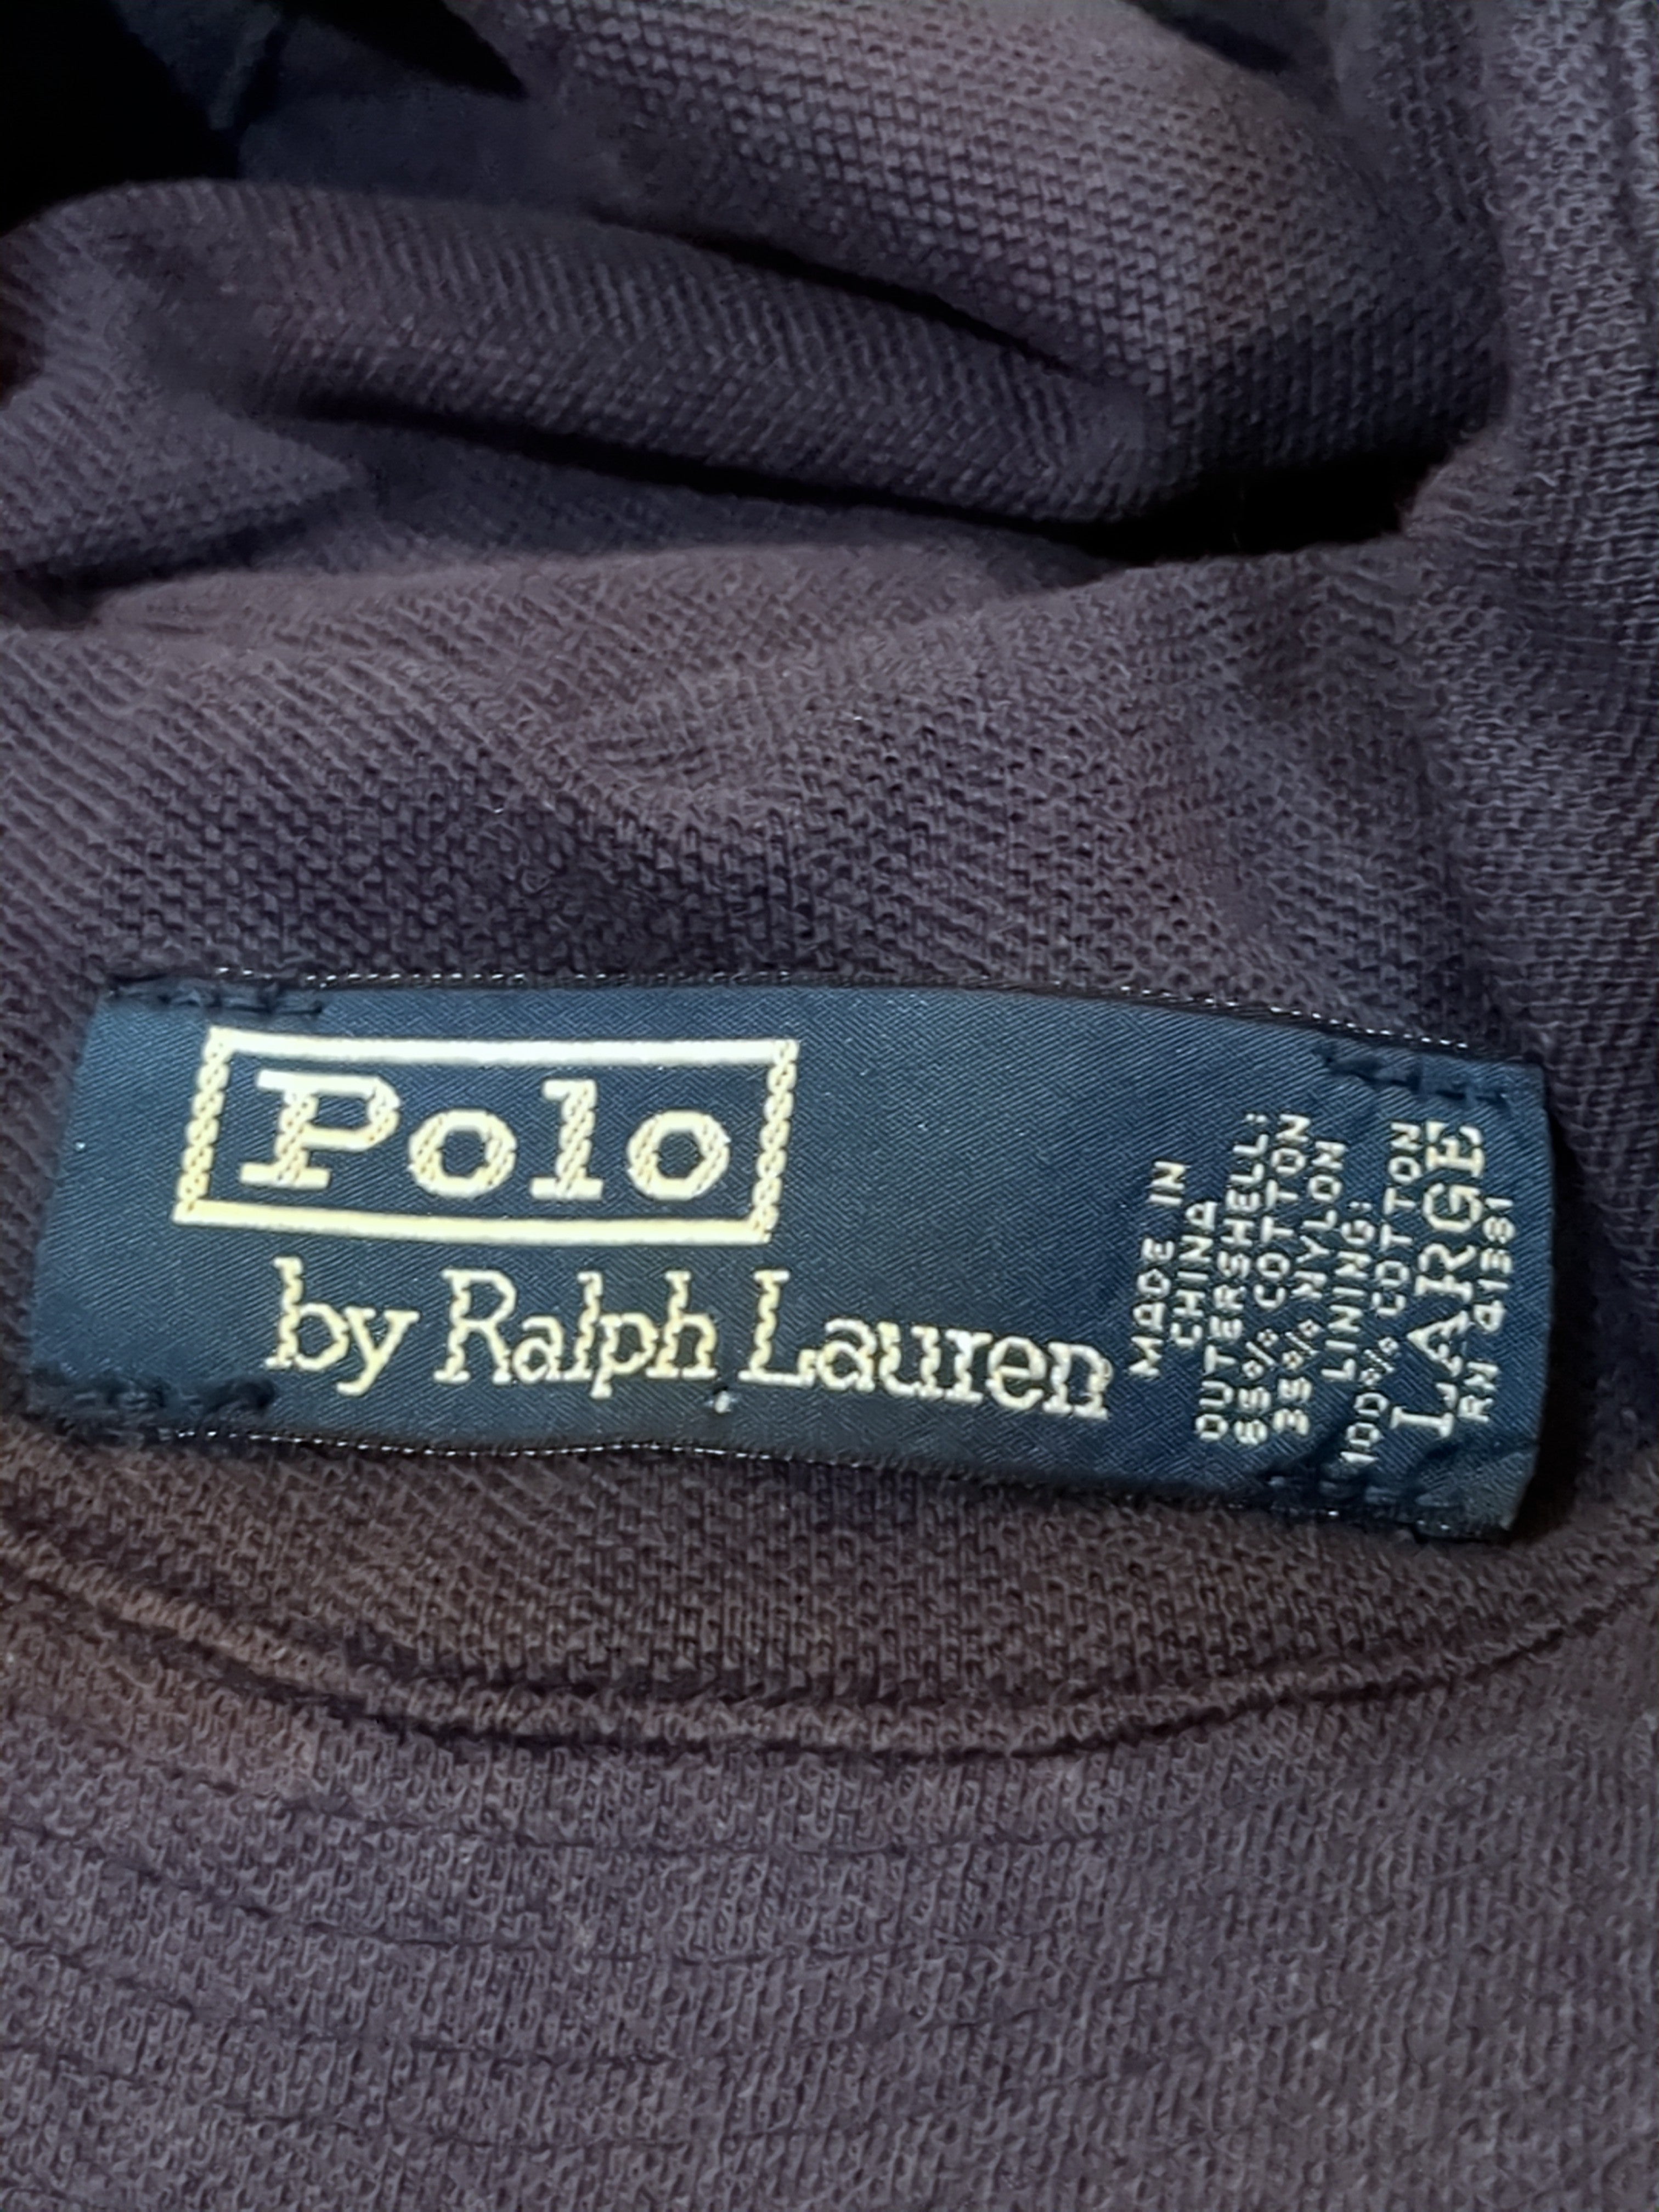 Polo
by Ralph Lauren
MADE IN
CHINA
OUTERSHELL:
65% COTTON
35% NYLON
LINING:
100% COTTON
LARGE
RN 41381